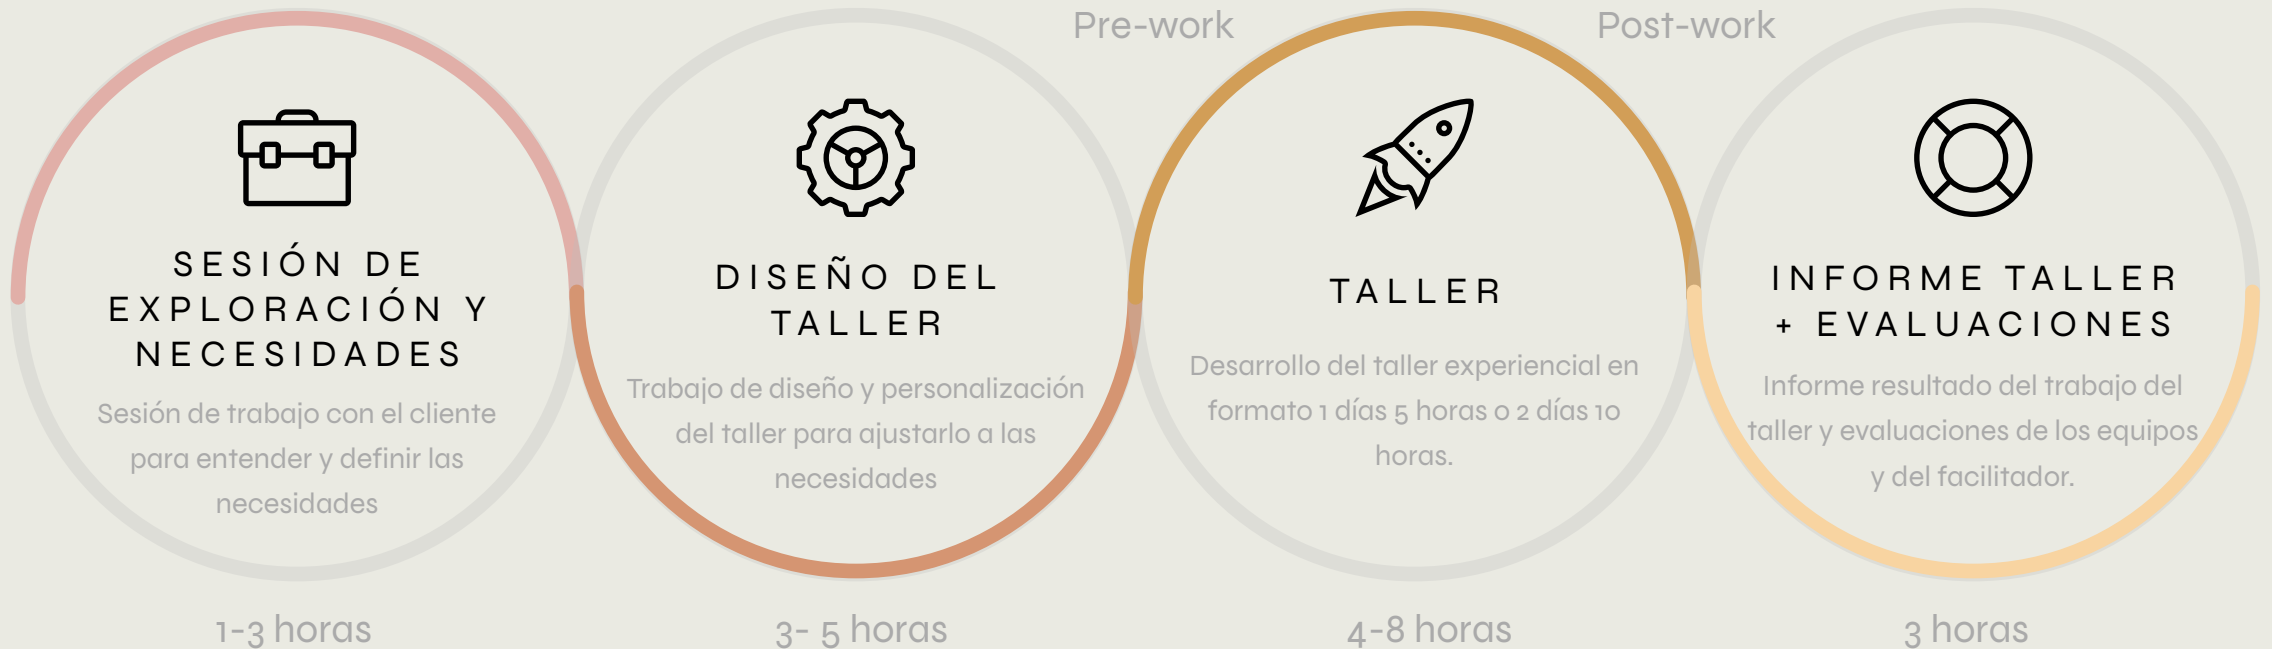 Pre-work
Post-work
SESIÓN DE
EXPLORACIÓN Y
NECESIDADES
Sesión de trabajo con el cliente
para entender y definir las
necesidades
1-3 horas
DISEÑO DEL
TALLER
Trabajo de diseño y personalización
del taller para ajustarlo a las
necesidades
3- 5 horas
TALLER
Desarrollo del taller experiencial en
formato 1 días 5 horas o 2 días 10
horas.
4-8 horas
INFORME TALLER
+ EVALUACIONES
Informe resultado del trabajo del
taller y evaluaciones de los equipos
y del facilitador.
3 horas